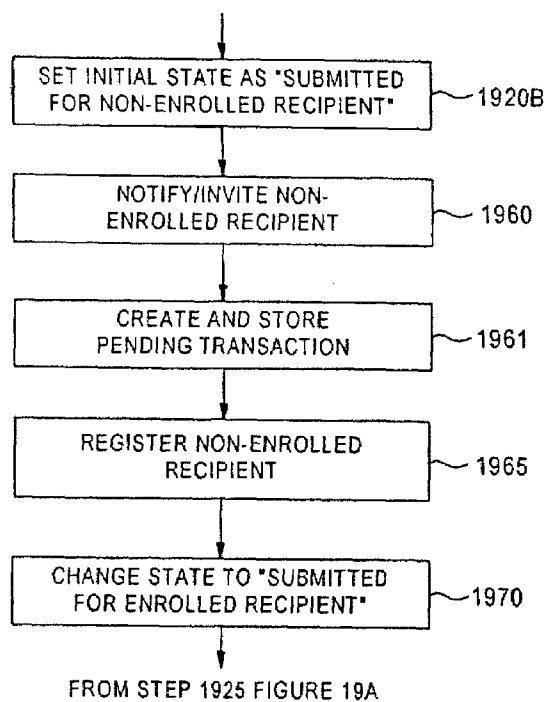 SET INITIAL STATE AS "SUBMITTED
FOR NON-ENROLLED RECIPIENT"
1920B
NOTIFY/INVITE NON-
ENROLLED RECIPIENT
1960
CREATE AND STORE
PENDING TRANSACTION
1961
REGISTER NON-ENROLLED
RECIPIENT
1965
CHANGE STATE TO "SUBMITTED
FOR ENROLLED RECIPIENT"
1970
FROM STEP 1925 FIGURE 19A